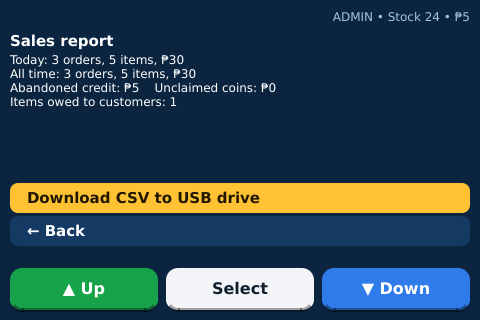 ADMIN • Stock 24 • ₱5
Sales report
Today: 3 orders, 5 items, ₱30
All time: 3 orders, 5 items, ₱30
Abandoned credit: ₱5    Unclaimed coins: ₱0
Items owed to customers: 1
Download CSV to USB drive
← Back
▲ Up
Select
▼ Down